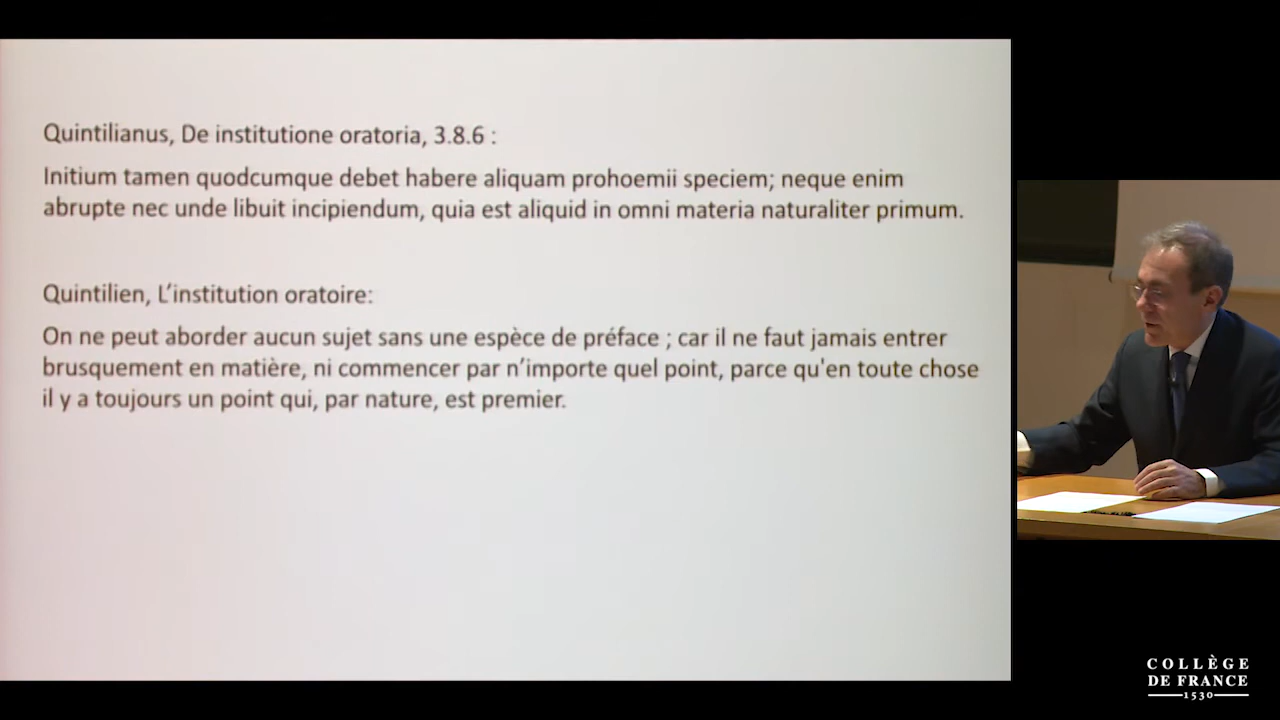 Quintilianus, De institutione oratoria, 3.8.6 :
Initium tamen quodcumque debet habere aliquam prohoemii speciem; neque enim
abrupte nec unde libuit incipiendum, quia est aliquid in omni materia naturaliter primum.
Quintilien, L’institution oratoire:
On ne peut aborder aucun sujet sans une espèce de préface ; car il ne faut jamais entrer
brusquement en matière, ni commencer par n’importe quel point, parce qu'en toute chose
il y a toujours un point qui, par nature, est premier.
COLLÈGE
DE FRANCE
1530